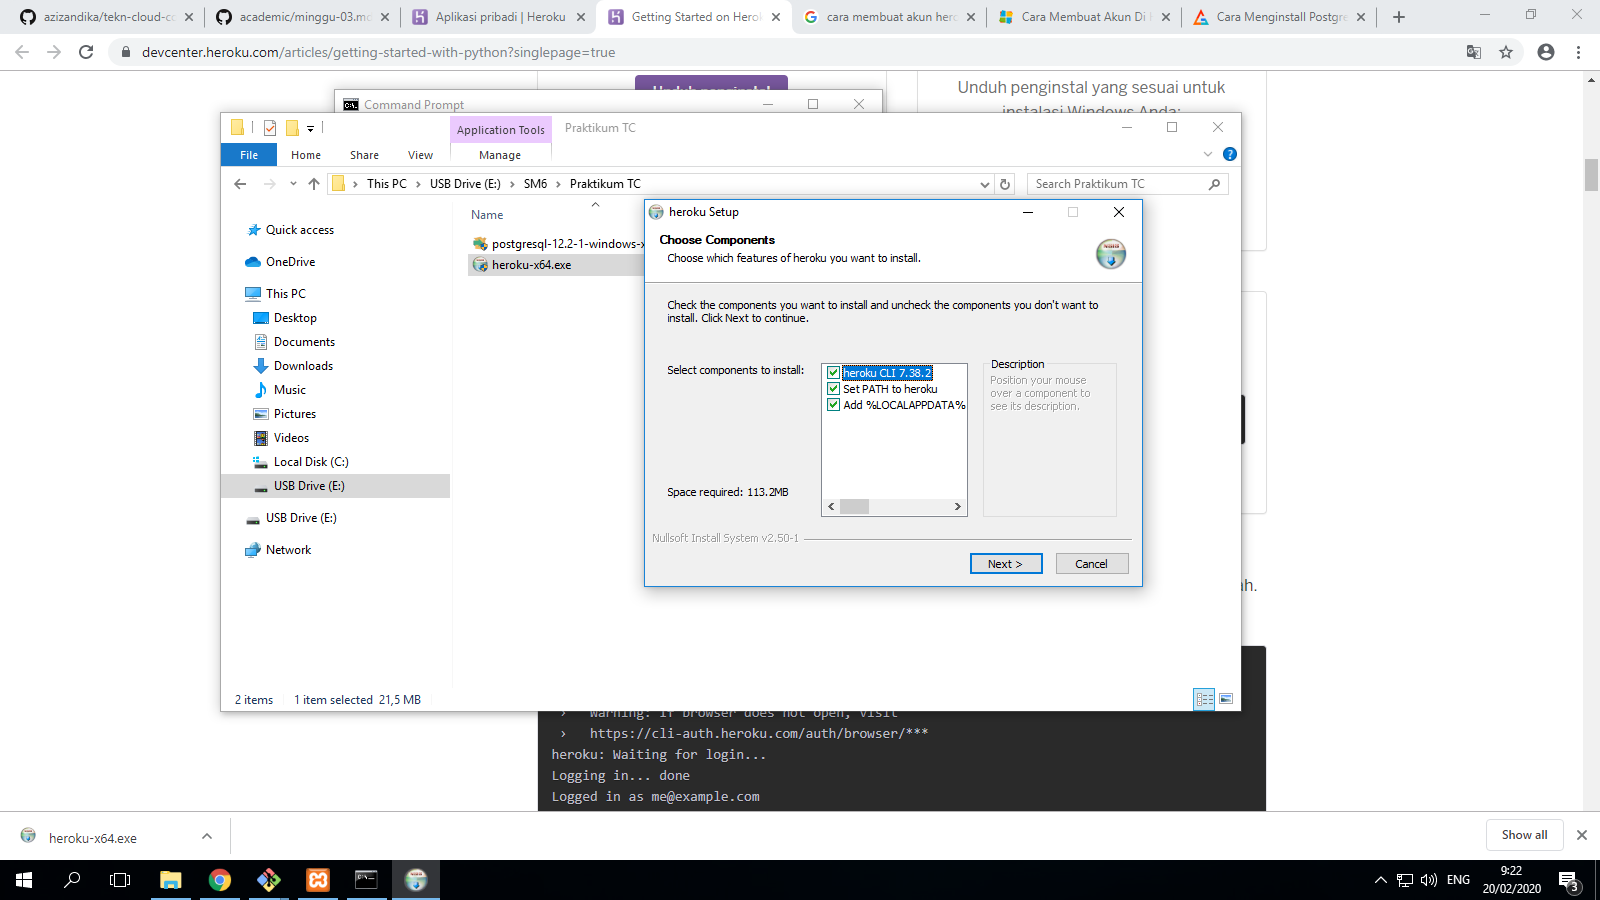 azizandika/tekn-cloud-co
academic/minggu-03.md
Aplikasi pribadi | Heroku
Getting Started on Herok
cara membuat akun hero
Cara Membuat Akun Di H
Cara Menginstall Postgre
devcenter.heroku.com/articles/getting-started-with-python?singlepage=true
Unduh penginstal
Unduh penginstal yang sesuai untuk
instalasi Windows Anda:
Command Prompt
Application Tools
Praktikum TC
File
Home
Share
View
Manage
This PC
USB Drive (E:)
SM6
Praktikum TC
Search Praktikum TC
Quick access
OneDrive
This PC
Desktop
Documents
Downloads
Music
Pictures
Videos
Local Disk (C:)
USB Drive (E:)
USB Drive (E:)
Network
Name
postgresql-12.2-1-windows-x
heroku-x64.exe
heroku Setup
Choose Components
Choose which features of heroku you want to install.
Check the components you want to install and uncheck the components you don't want to
install. Click Next to continue.
Select components to install:
heroku CLI 7.38.2
Set PATH to heroku
Add %LOCALAPPDATA%
Description
Position your mouse
over a component to
see its description.
Space required: 113.2MB
Nullsoft Install System v2.50-1
Next >
Cancel
ah.
2 items
1 item selected 21,5 MB
› Warning: If browser does not open, visit
› https://cli-auth.heroku.com/auth/browser/***
heroku: Waiting for login...
Logging in... done
Logged in as me@example.com
heroku-x64.exe
Show all
ENG
9:22
20/02/2020
3